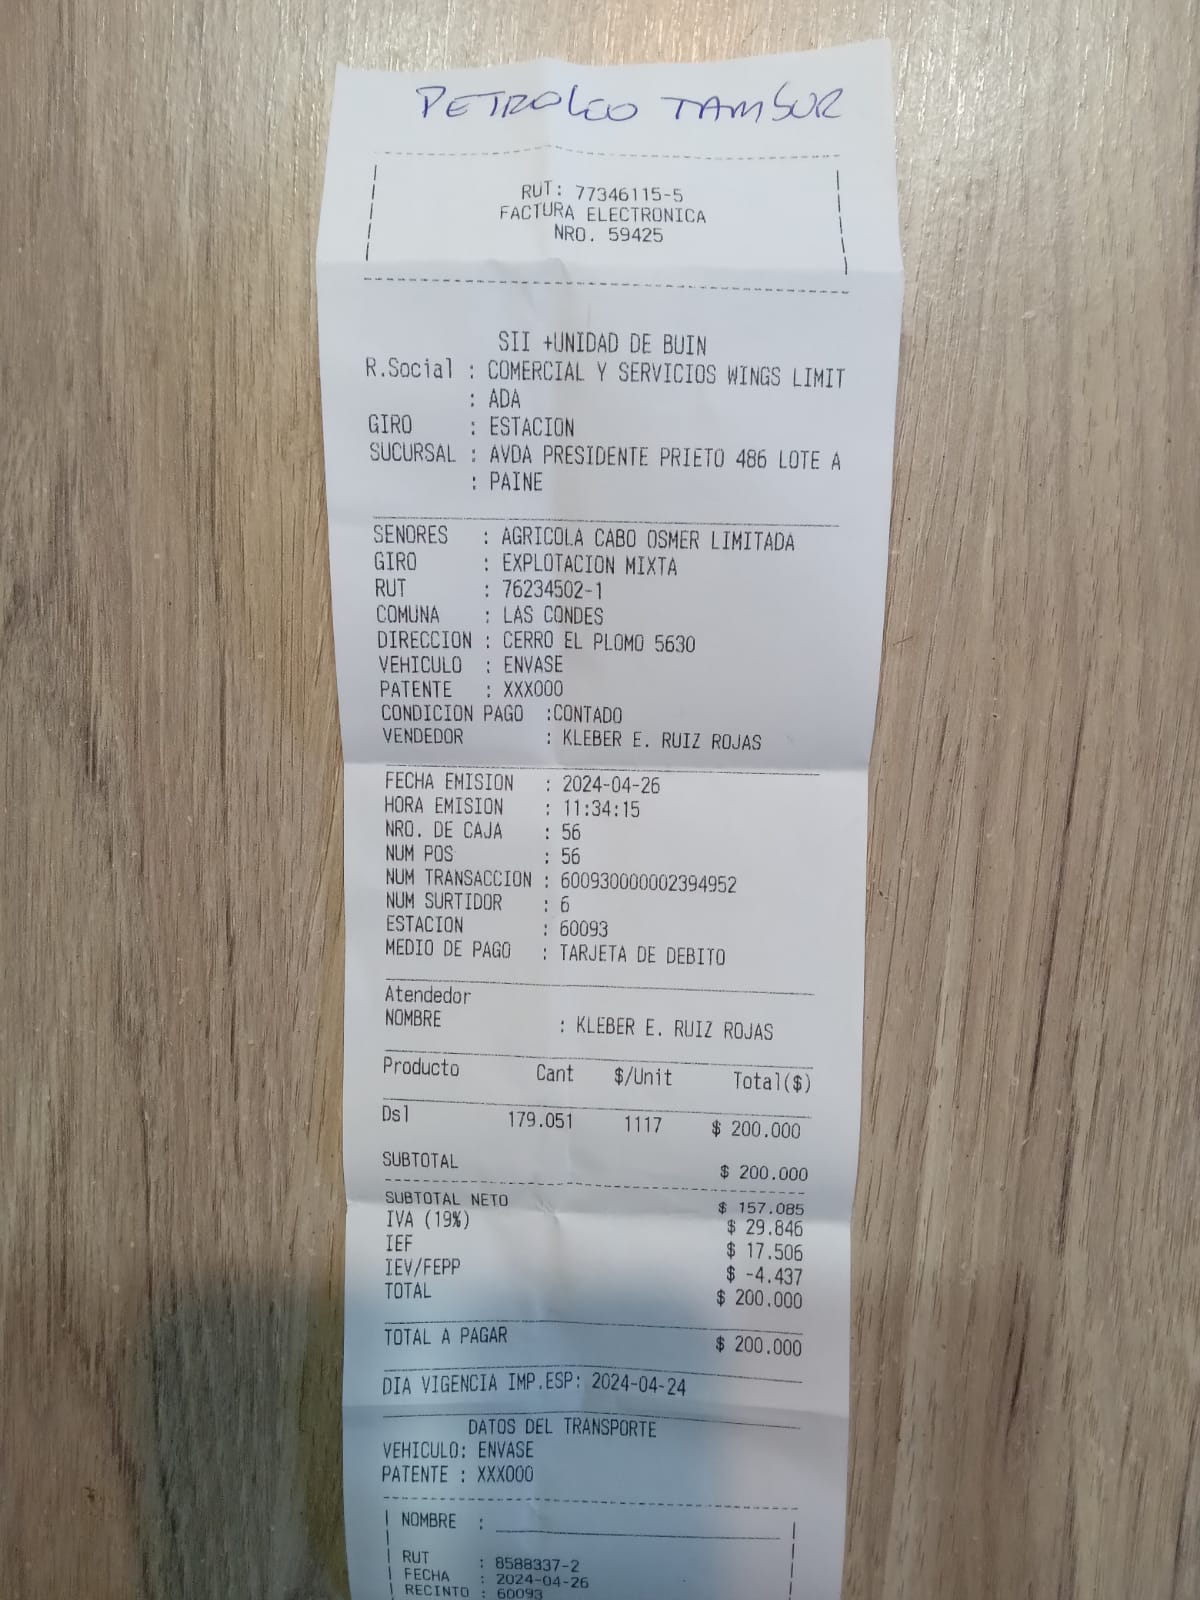 PETROLEO TAMBOR
RUT: 77346115-5
FACTURA ELECTRONICA
NRO. 59425
SII +UNIDAD DE BUIN
R.Social : COMERCIAL Y SERVICIOS WINGS LIMIT
: ADA
GIRO : ESTACION
SUCURSAL : AVDA PRESIDENTE PRIETO 486 LOTE A
: PAINE
SENORES : AGRICOLA CABO OSMER LIMITADA
GIRO : EXPLOTACION MIXTA
RUT : 76234502-1
COMUNA : LAS CONDES
DIRECCION : CERRO EL PLOMO 5630
VEHICULO : ENVASE
PATENTE : XXX000
CONDICION PAGO :CONTADO
VENDEDOR : KLEBER E. RUIZ ROJAS
FECHA EMISION : 2024-04-26
HORA EMISION : 11:34:15
NRO. DE CAJA : 56
NUM POS : 56
NUM TRANSACCION : 600930000002394952
NUM SURTIDOR : 6
ESTACION : 60093
MEDIO DE PAGO : TARJETA DE DEBITO
Atendedor
NOMBRE : KLEBER E. RUIZ ROJAS
Producto Cant $/Unit Total($)
Dsl 179.051 1117 $ 200.000
SUBTOTAL $ 200.000
SUBTOTAL NETO $ 157.085
IVA (19%) $ 29.846
IEF $ 17.506
IEV/FEPP $ -4.437
TOTAL $ 200.000
TOTAL A PAGAR $ 200.000
DIA VIGENCIA IMP.ESP: 2024-04-24
DATOS DEL TRANSPORTE
VEHICULO: ENVASE
PATENTE : XXX000
NOMBRE :
RUT : 8588337-2
FECHA : 2024-04-26
RECINTO : 60093